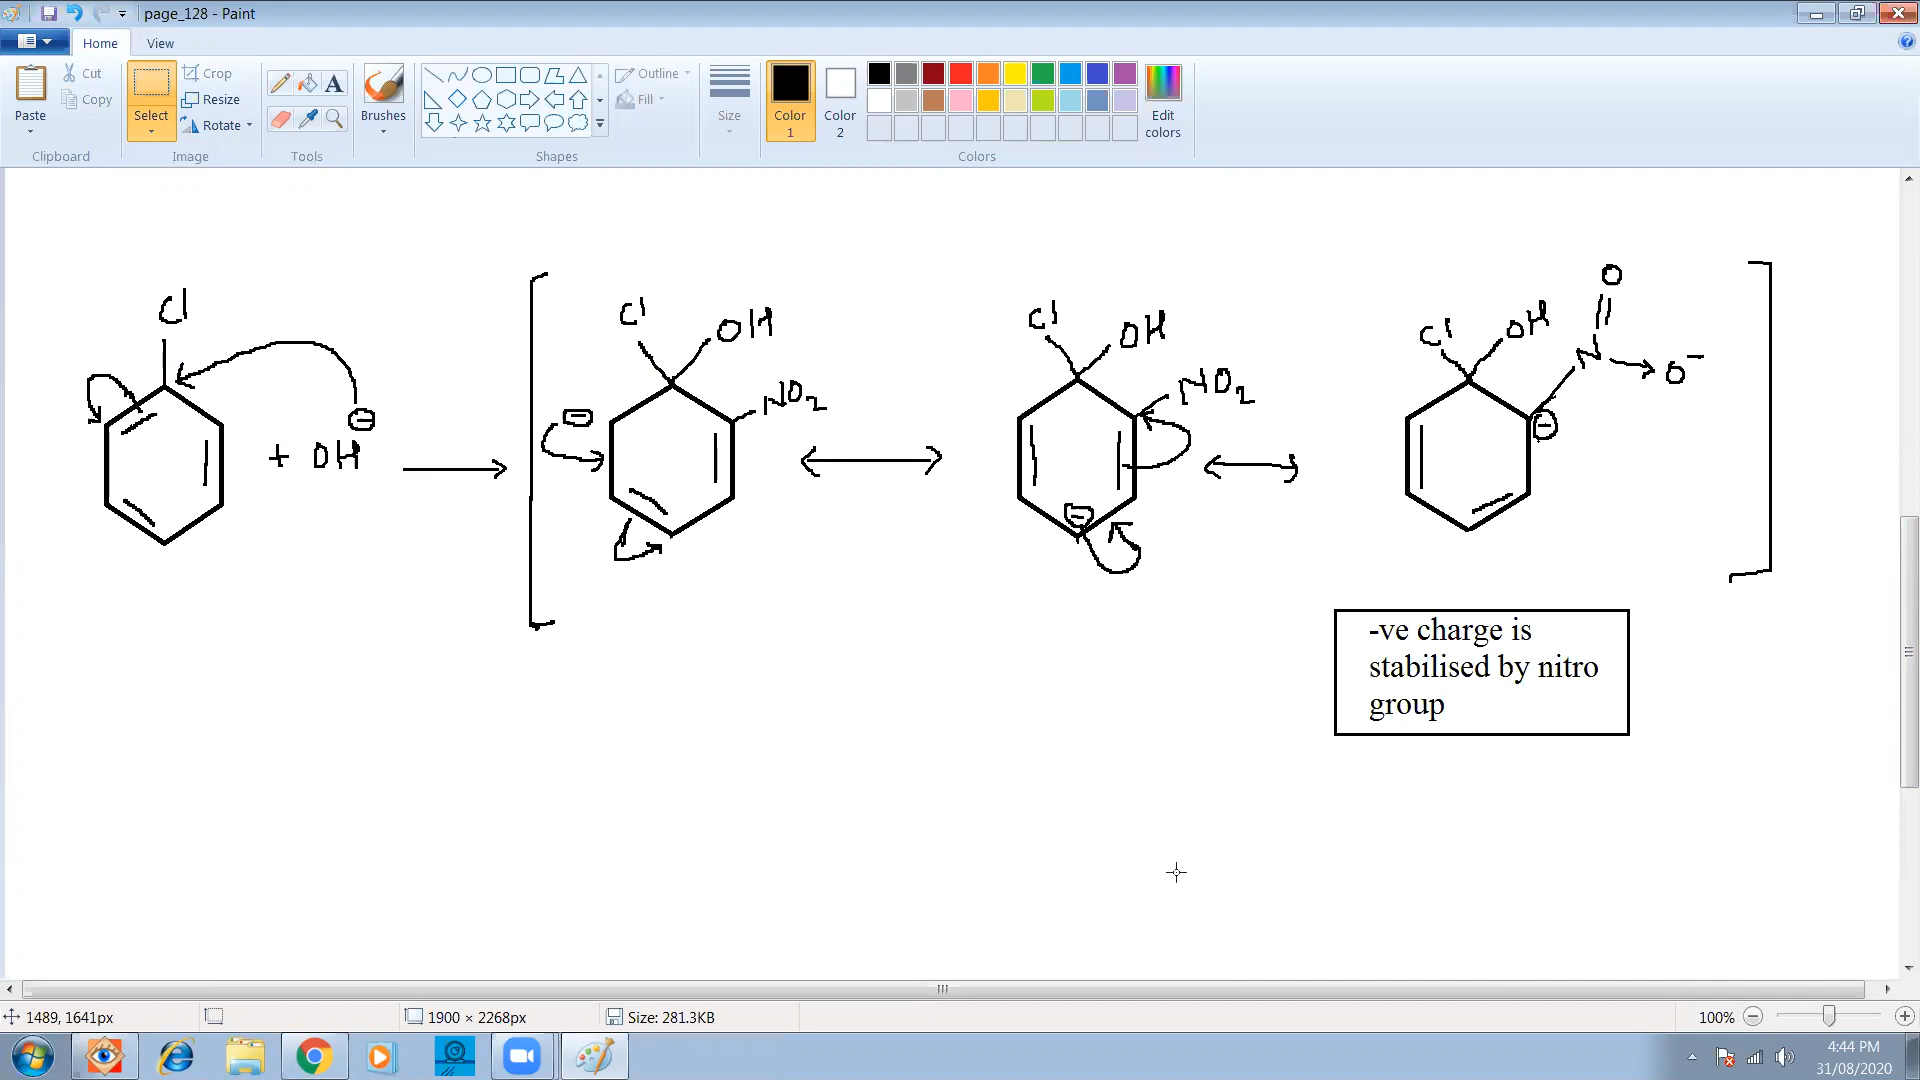 page_128 - Paint
Home
View
Paste
Cut
Copy
Clipboard
Select
Crop
Resize
Rotate
Image
Tools
Brushes
Outline
Fill
Shapes
Size
Color 1
Color 2
Edit colors
Colors
Cl
+ OH ⊖
Cl
OH
NO2
⊖
Cl
OH
NO2
⊖
Cl
OH
N
O
O⁻
⊖
-ve charge is
stabilised by nitro
group
1489, 1641px
1900 × 2268px
Size: 281.3KB
100%
4:44 PM
31/08/2020